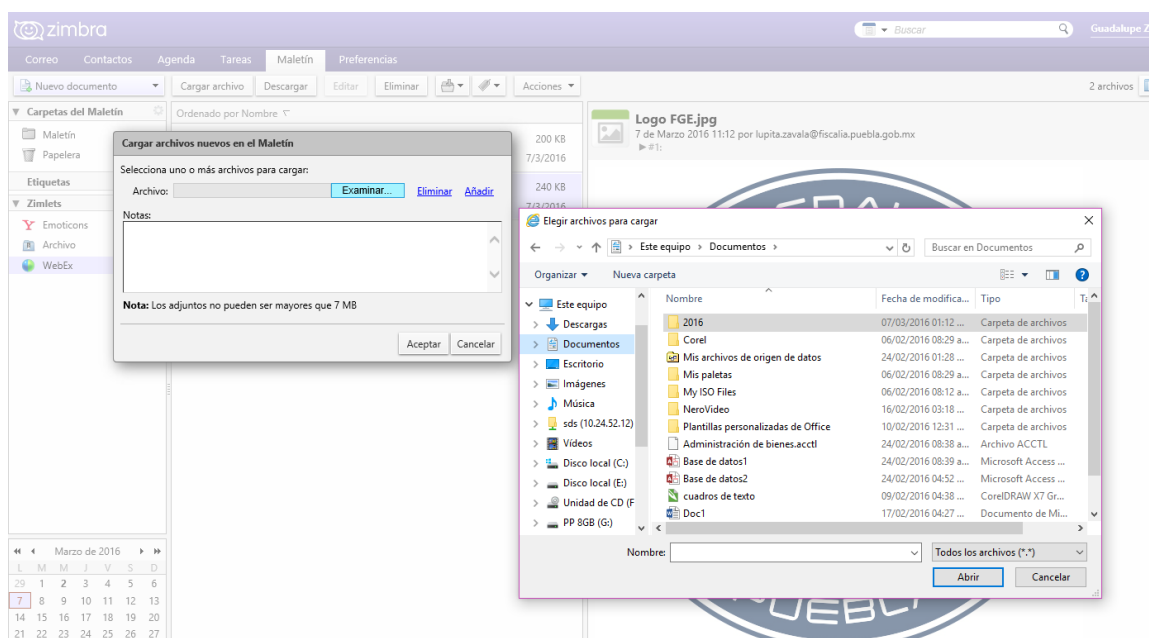 zimbra
Buscar
Guadalupe Z
Correo Contactos Agenda Tareas Maletín Preferencias
Nuevo documento Cargar archivo Descargar Editar Eliminar Acciones 2 archivos
Carpetas del Maletín
Maletín
Papelera
Etiquetas
Zimlets
Emoticons
Archivo
WebEx
Ordenado por Nombre
200 KB
7/3/2016
240 KB
7/3/2016
Logo FGE.jpg
7 de Marzo 2016 11:12 por lupita.zavala@fiscalia.puebla.gob.mx
#1:
Cargar archivos nuevos en el Maletín
Selecciona uno o más archivos para cargar:
Archivo: Examinar... Eliminar Añadir
Notas:
Nota: Los adjuntos no pueden ser mayores que 7 MB
Aceptar Cancelar
Elegir archivos para cargar
Este equipo > Documentos > Buscar en Documentos
Organizar Nueva carpeta
Este equipo
Descargas
Documentos
Escritorio
Imágenes
Música
sds (10.24.52.12)
Vídeos
Disco local (C:)
Disco local (E:)
Unidad de CD (F
PP 8GB (G:)
Nombre Fecha de modifica... Tipo Ta
2016 07/03/2016 01:12 ... Carpeta de archivos
Corel 06/02/2016 08:29 a... Carpeta de archivos
Mis archivos de origen de datos 24/02/2016 01:28 ... Carpeta de archivos
Mis paletas 06/02/2016 08:29 a... Carpeta de archivos
My ISO Files 06/02/2016 08:12 a... Carpeta de archivos
NeroVideo 16/02/2016 03:18 ... Carpeta de archivos
Plantillas personalizadas de Office 10/02/2016 12:31 ... Carpeta de archivos
Administración de bienes.acctl 24/02/2016 08:38 a... Archivo ACCTL
Base de datos1 24/02/2016 08:39 a... Microsoft Access ...
Base de datos2 24/02/2016 04:52 ... Microsoft Access ...
cuadros de texto 09/02/2016 04:38 ... CorelDRAW X7 Gr...
Doc1 17/02/2016 04:27 ... Documento de Mi...
Nombre: Todos los archivos (*.*)
Abrir Cancelar
Marzo de 2016
L M M J V S D
29 1 2 3 4 5 6
7 8 9 10 11 12 13
14 15 16 17 18 19 20
21 22 23 24 25 26 27
UEBL